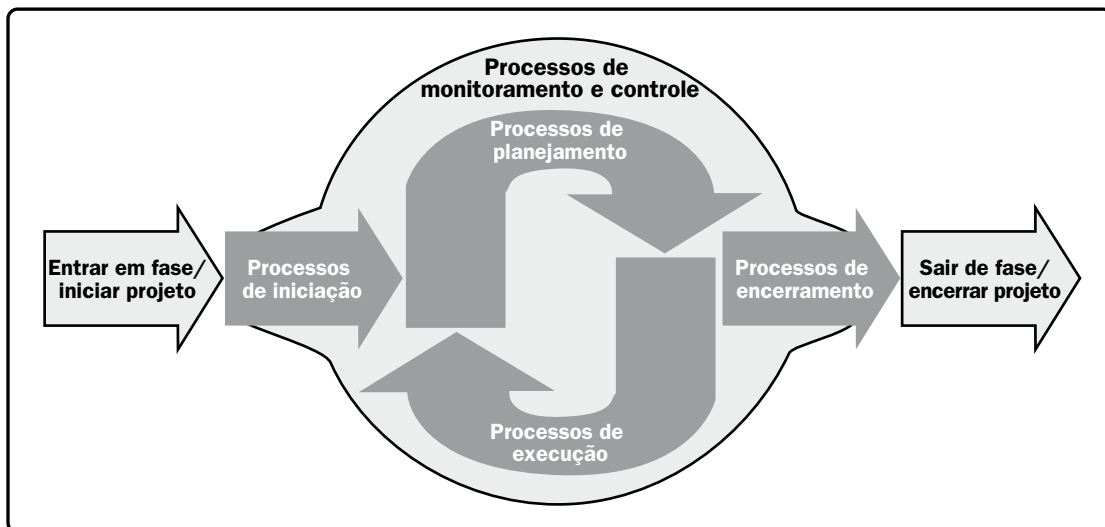 Processos de
monitoramento e controle
Processos de
planejamento
Entrar em fase/
iniciar projeto
Processos
de iniciação
Processos de
encerramento
Sair de fase/
encerrar projeto
Processos de
execução